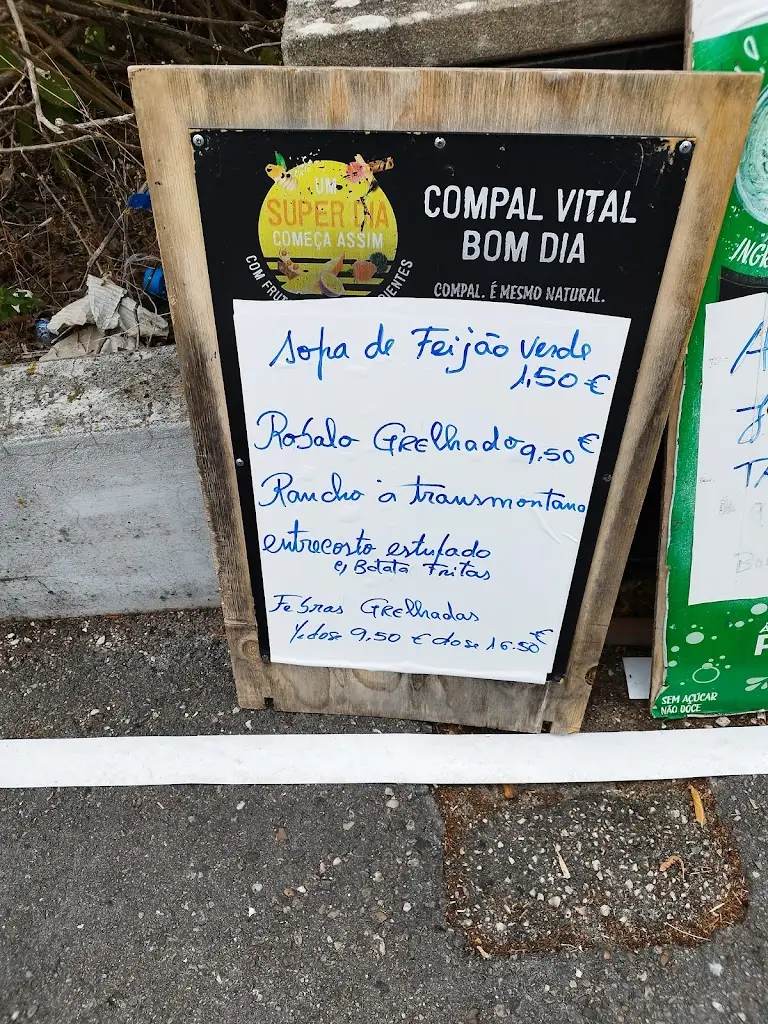 UM
SUPER DIA
COMEÇA ASSIM
COMPAL VITAL
BOM DIA
COMPAL. É MESMO NATURAL.
Sopa de Feijão verde
1,50 €
Robalo Grelhado 9,50 €
Rancho à transmontana
entrecosto estufado
c/ Batata Fritas
Febras Grelhadas
½ dose 9,50 € dose 16.50 €
SEM AÇÚCAR
NÃO DOCE